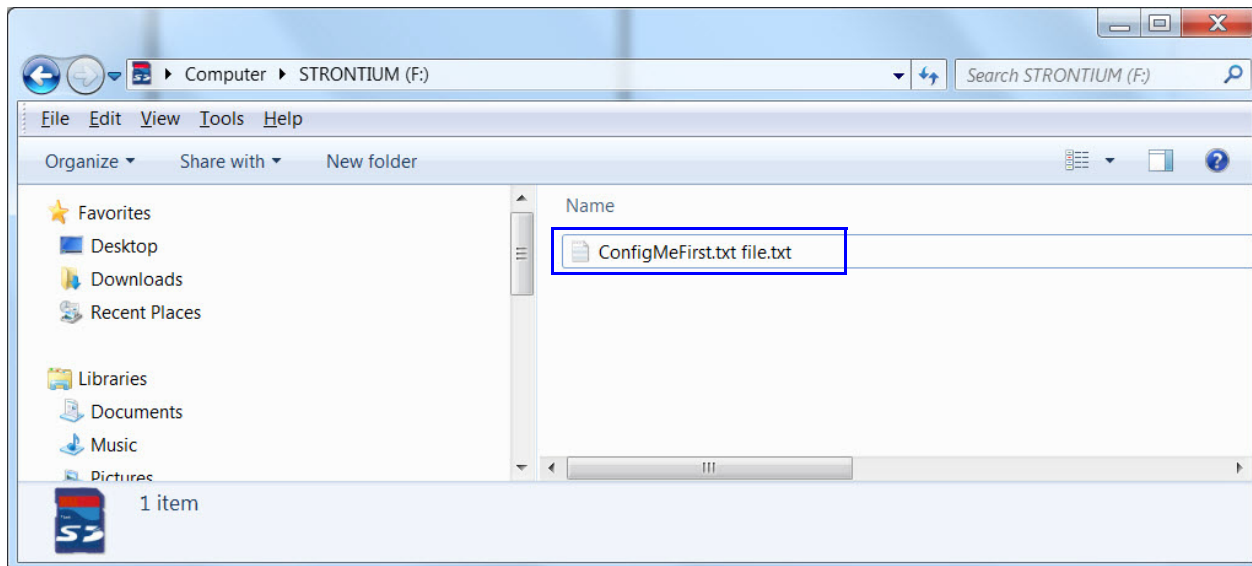 Computer STRONTIUM (F:)
Search STRONTIUM (F:)
File Edit View Tools Help
Organize Share with New folder
Favorites
Desktop
Downloads
Recent Places
Libraries
Documents
Music
Pictures
Name
ConfigMeFirst.txt file.txt
1 item